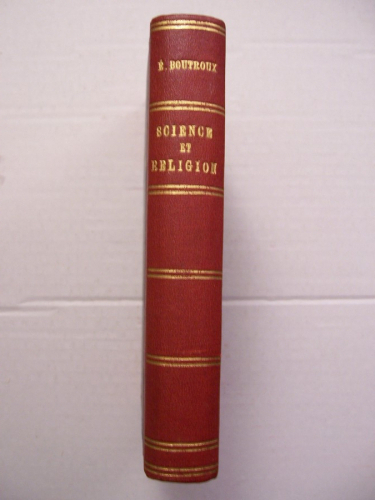 É. BOUTROUX
SCIENCE
ET
RELIGION